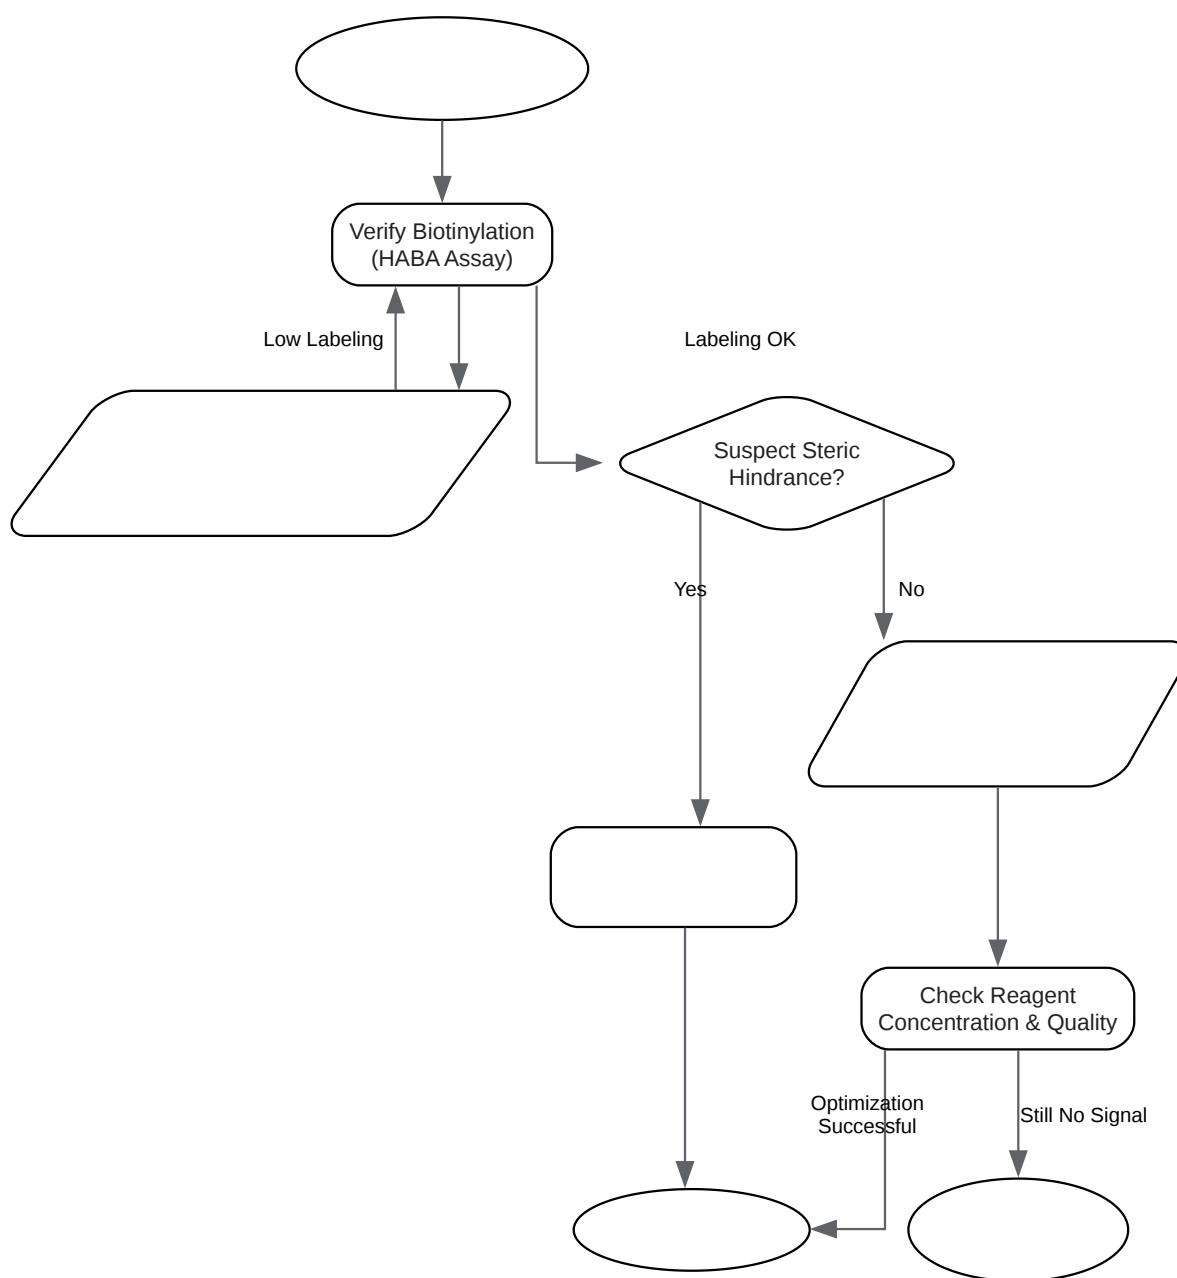 Verify Biotinylation
(HABA Assay)
Low Labeling
Labeling OK
Suspect Steric
Hindrance?
Yes
No
Check Reagent
Concentration & Quality
Optimization
Successful
Still No Signal